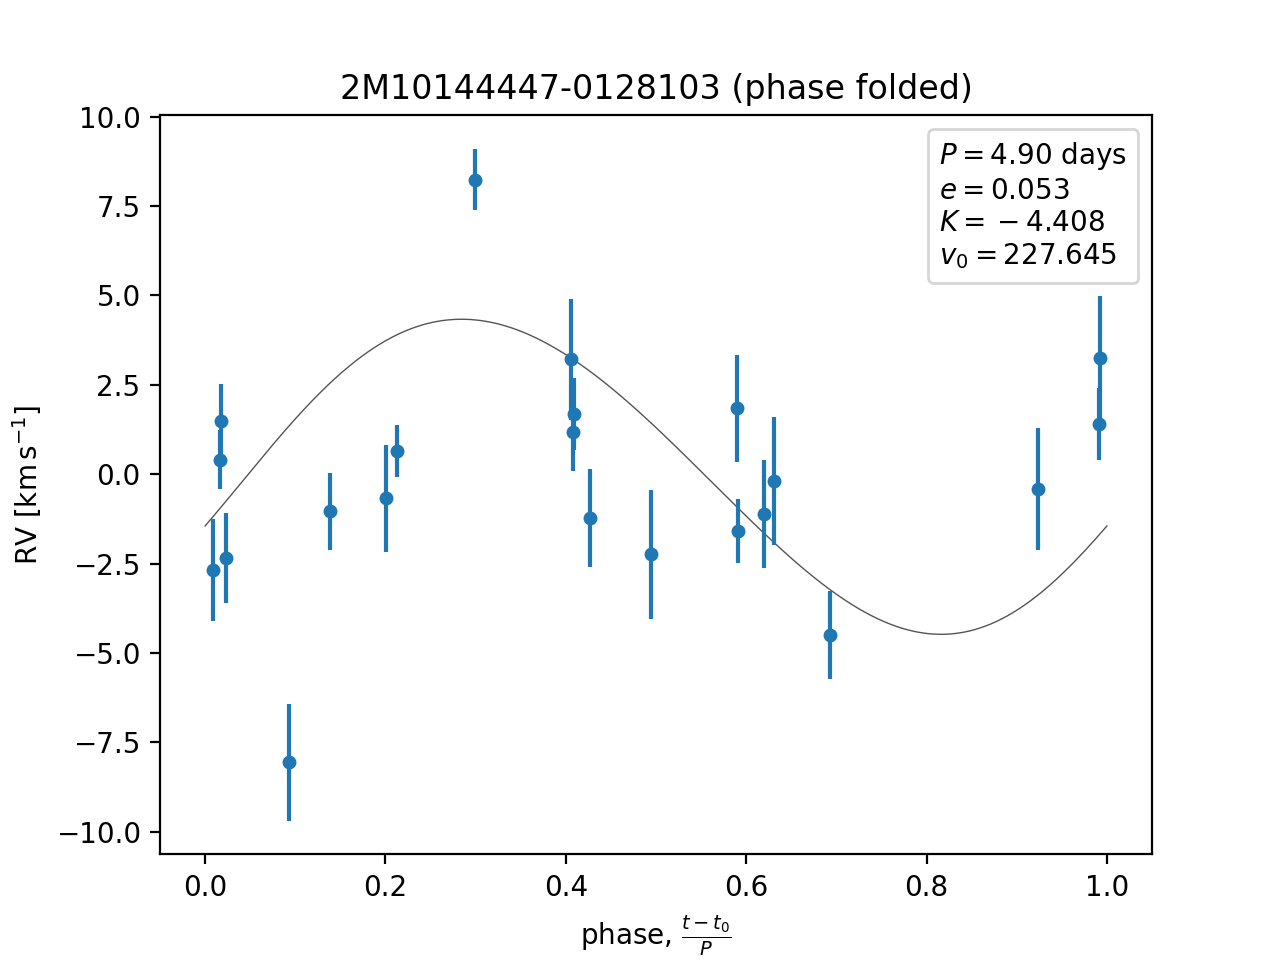 2M10144447-0128103 (phase folded)
10.0
7.5
5.0
2.5
0.0
−2.5
−5.0
−7.5
−10.0
RV [km s⁻¹]
P = 4.90 days
e = 0.053
K = −4.408
v₀ = 227.645
0.0 0.2 0.4 0.6 0.8 1.0
phase, (t − t₀)/P